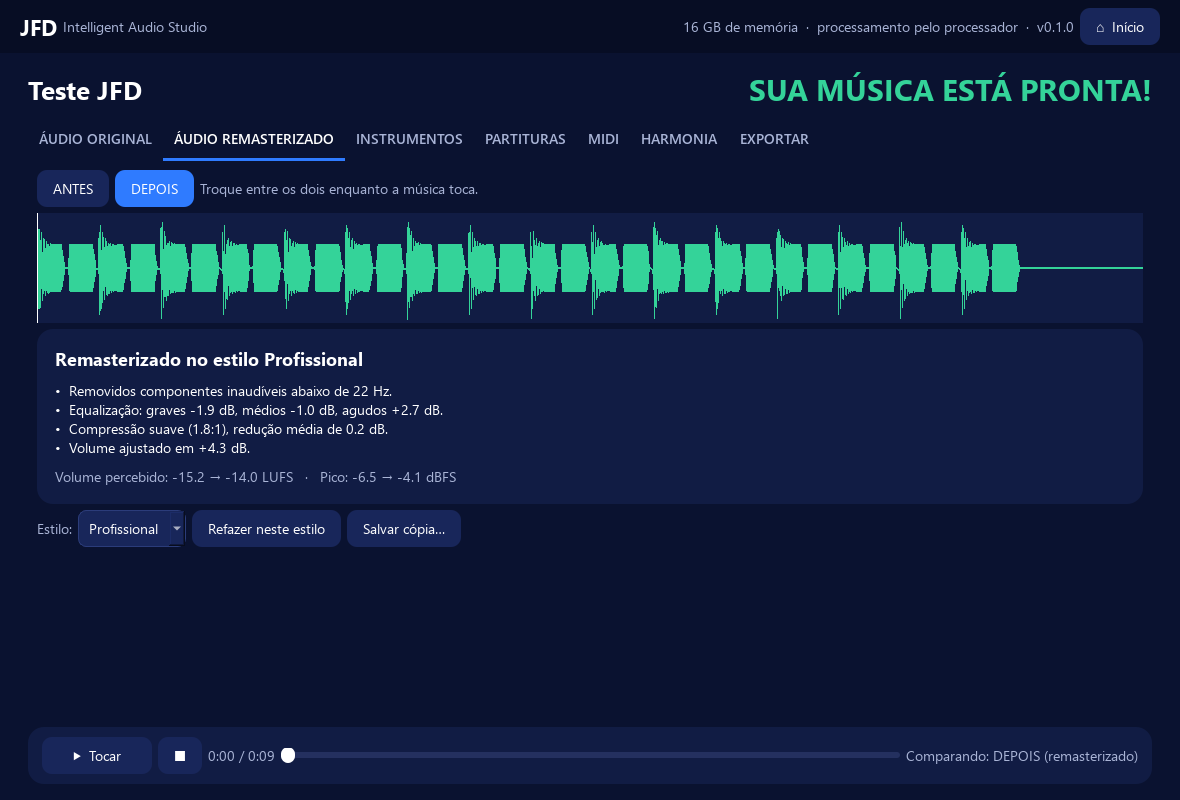 JFD Intelligent Audio Studio
16 GB de memória · processamento pelo processador · v0.1.0
⌂ Início
Teste JFD
SUA MÚSICA ESTÁ PRONTA!
ÁUDIO ORIGINAL ÁUDIO REMASTERIZADO INSTRUMENTOS PARTITURAS MIDI HARMONIA EXPORTAR
ANTES DEPOIS Troque entre os dois enquanto a música toca.
Remasterizado no estilo Profissional
• Removidos componentes inaudíveis abaixo de 22 Hz.
• Equalização: graves -1.9 dB, médios -1.0 dB, agudos +2.7 dB.
• Compressão suave (1.8:1), redução média de 0.2 dB.
• Volume ajustado em +4.3 dB.
Volume percebido: -15.2 → -14.0 LUFS · Pico: -6.5 → -4.1 dBFS
Estilo: Profissional Refazer neste estilo Salvar cópia...
Tocar 0:00 / 0:09 Comparando: DEPOIS (remasterizado)